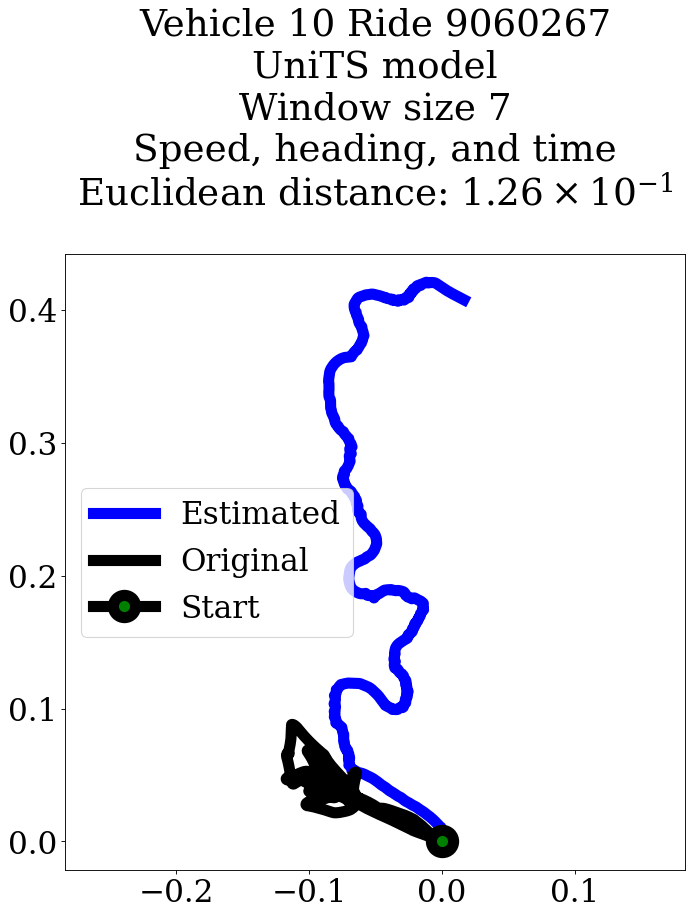 Vehicle 10 Ride 9060267
UniTS model
Window size 7
Speed, heading, and time
Euclidean distance: 1.26 × 10⁻¹
0.4
0.3
Estimated
Original
Start
0.2
0.1
0.0
−0.2 −0.1 0.0 0.1